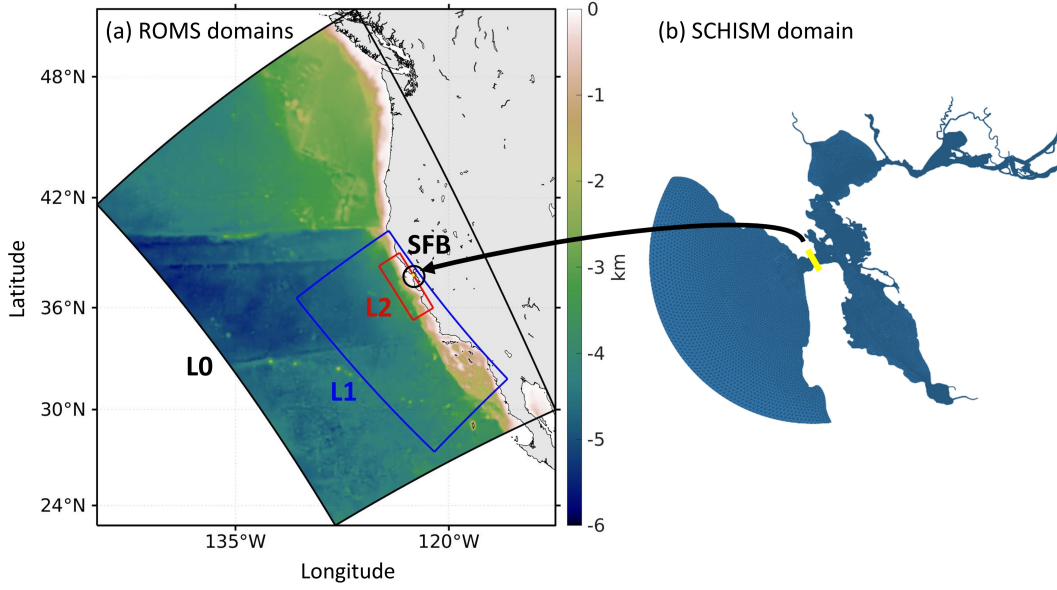 (a) ROMS domains
(b) SCHISM domain
48°N
42°N
36°N
30°N
24°N
Latitude
135°W
120°W
Longitude
SFB
L2
L0
L1
0
-1
-2
-3
-4
-5
-6
km